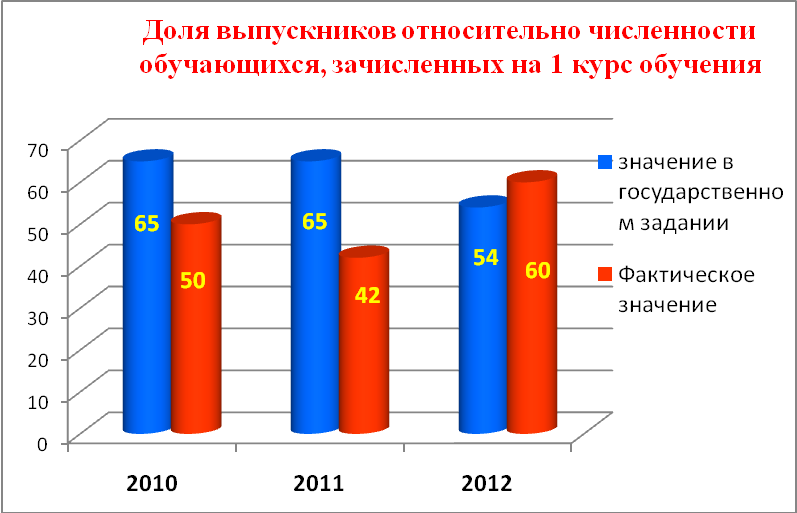 Доля выпускников относительно численности
обучающихся, зачисленных на 1 курс обучения
70
60
50
40
30
20
10
0
65
50
65
42
54
60
2010
2011
2012
значение в
государственно
м задании
Фактическое
значение